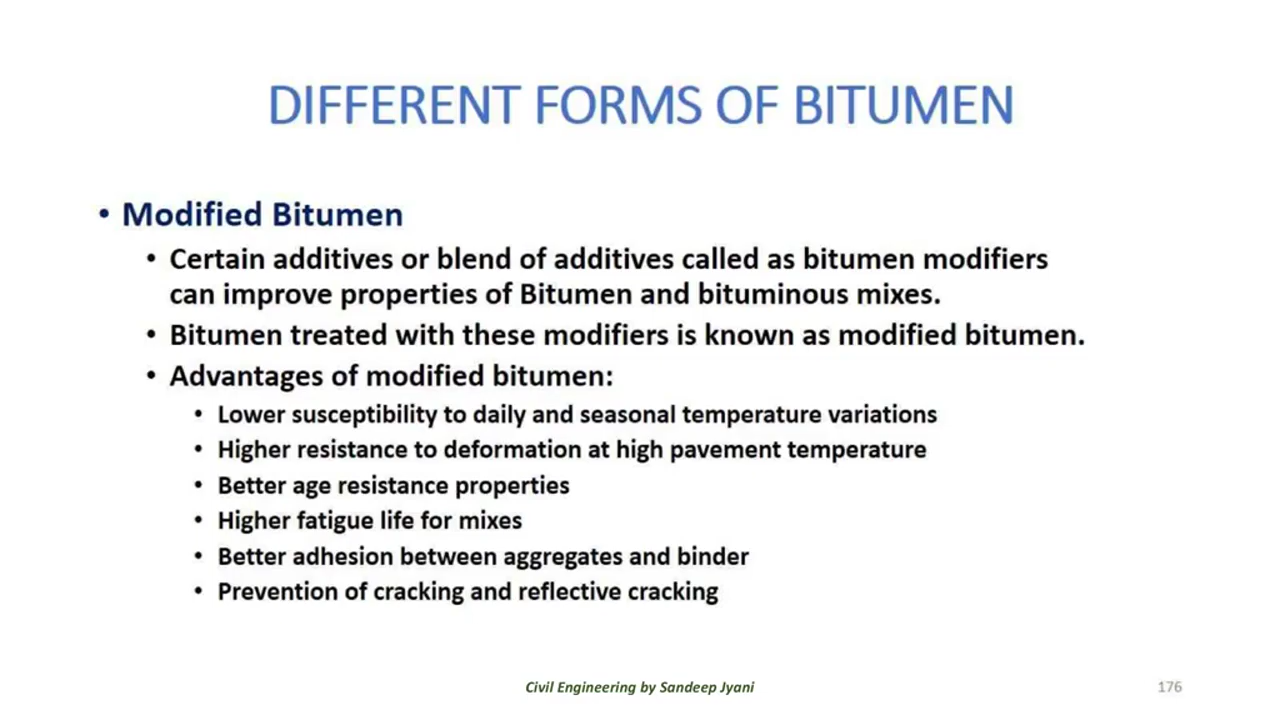 DIFFERENT FORMS OF BITUMEN
• Modified Bitumen
• Certain additives or blend of additives called as bitumen modifiers
can improve properties of Bitumen and bituminous mixes.
• Bitumen treated with these modifiers is known as modified bitumen.
• Advantages of modified bitumen:
• Lower susceptibility to daily and seasonal temperature variations
• Higher resistance to deformation at high pavement temperature
• Better age resistance properties
• Higher fatigue life for mixes
• Better adhesion between aggregates and binder
• Prevention of cracking and reflective cracking
Civil Engineering by Sandeep Jyani
176